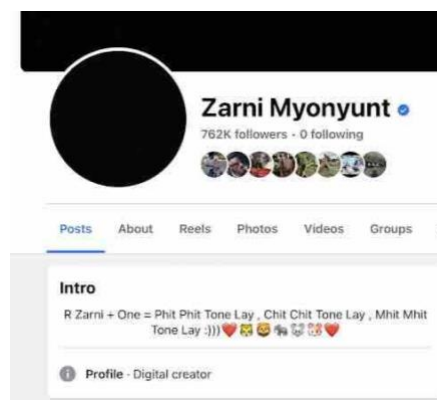 Zarni Myonyunt
762K followers · 0 following
Posts About Reels Photos Videos Groups
Intro
R Zarni + One = Phit Phit Tone Lay , Chit Chit Tone Lay , Mhit Mhit
Tone Lay :)))
Profile · Digital creator